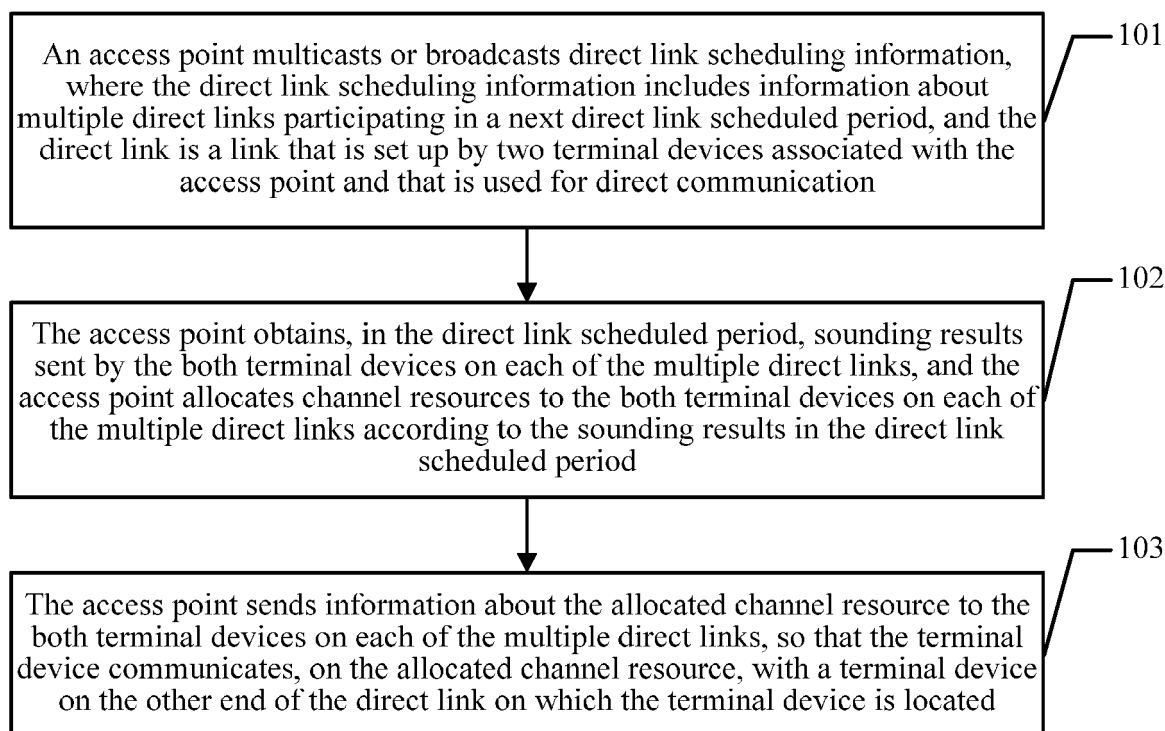 An access point multicasts or broadcasts direct link scheduling information,
where the direct link scheduling information includes information about
multiple direct links participating in a next direct link scheduled period, and the
direct link is a link that is set up by two terminal devices associated with the
access point and that is used for direct communication
101
The access point obtains, in the direct link scheduled period, sounding results
sent by the both terminal devices on each of the multiple direct links, and the
access point allocates channel resources to the both terminal devices on each of
the multiple direct links according to the sounding results in the direct link
scheduled period
102
The access point sends information about the allocated channel resource to the
both terminal devices on each of the multiple direct links, so that the terminal
device communicates, on the allocated channel resource, with a terminal device
on the other end of the direct link on which the terminal device is located
103